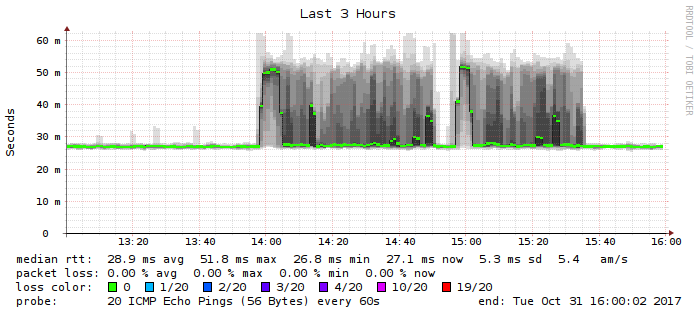 Last 3 Hours
RRDTOOL / TOBI OETIKER
Seconds
60 m
50 m
40 m
30 m
20 m
10 m
0
13:20 13:40 14:00 14:20 14:40 15:00 15:20 15:40 16:00
median rtt: 28.9 ms avg 51.8 ms max 26.8 ms min 27.1 ms now 5.3 ms sd 5.4 am/s
packet loss: 0.00 % avg 0.00 % max 0.00 % min 0.00 % now
loss color: 0 1/20 2/20 3/20 4/20 10/20 19/20
probe: 20 ICMP Echo Pings (56 Bytes) every 60s end: Tue Oct 31 16:00:02 2017